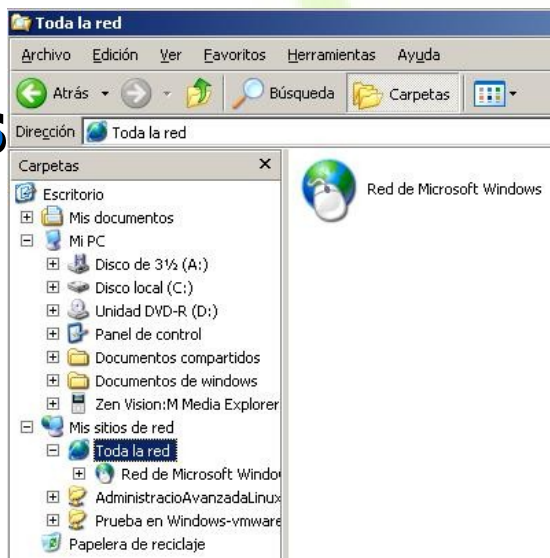 Toda la red
Archivo Edición Ver Favoritos Herramientas Ayuda
Atrás Búsqueda Carpetas
Dirección Toda la red
Carpetas
Escritorio
Mis documentos
Mi PC
Disco de 3½ (A:)
Disco local (C:)
Unidad DVD-R (D:)
Panel de control
Documentos compartidos
Documentos de windows
Zen Vision:M Media Explorer
Mis sitios de red
Toda la red
Red de Microsoft Windo
AdministracioAvanzadaLinux
Prueba en Windows-vmware
Papelera de reciclaje
Red de Microsoft Windows